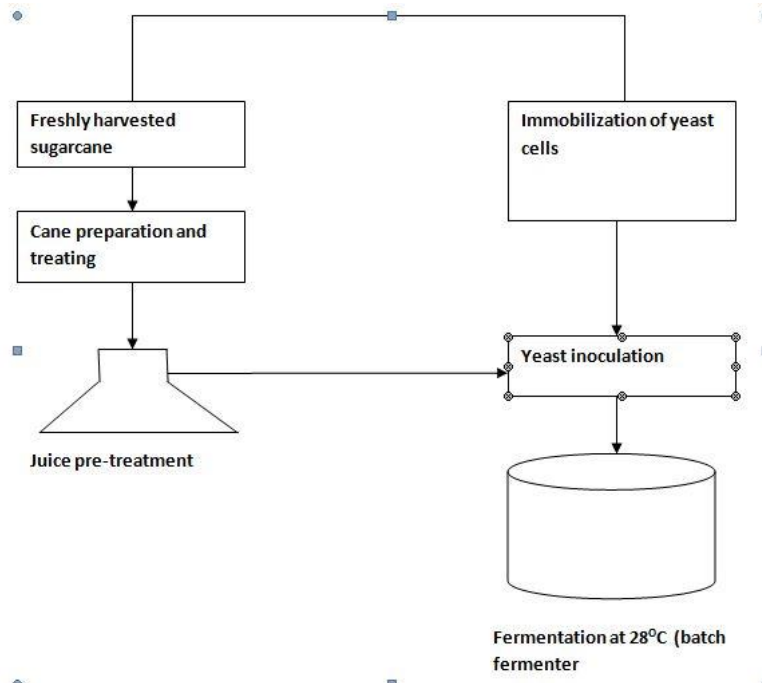 Freshly harvested
sugarcane
Immobilization of yeast
cells
Cane preparation and
treating
Yeast inoculation
Juice pre-treatment
Fermentation at 28⁰C (batch
fermenter